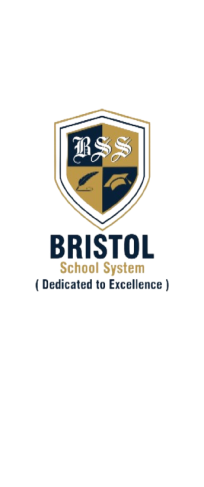 BSS
BRISTOL
School System
( Dedicated to Excellence )